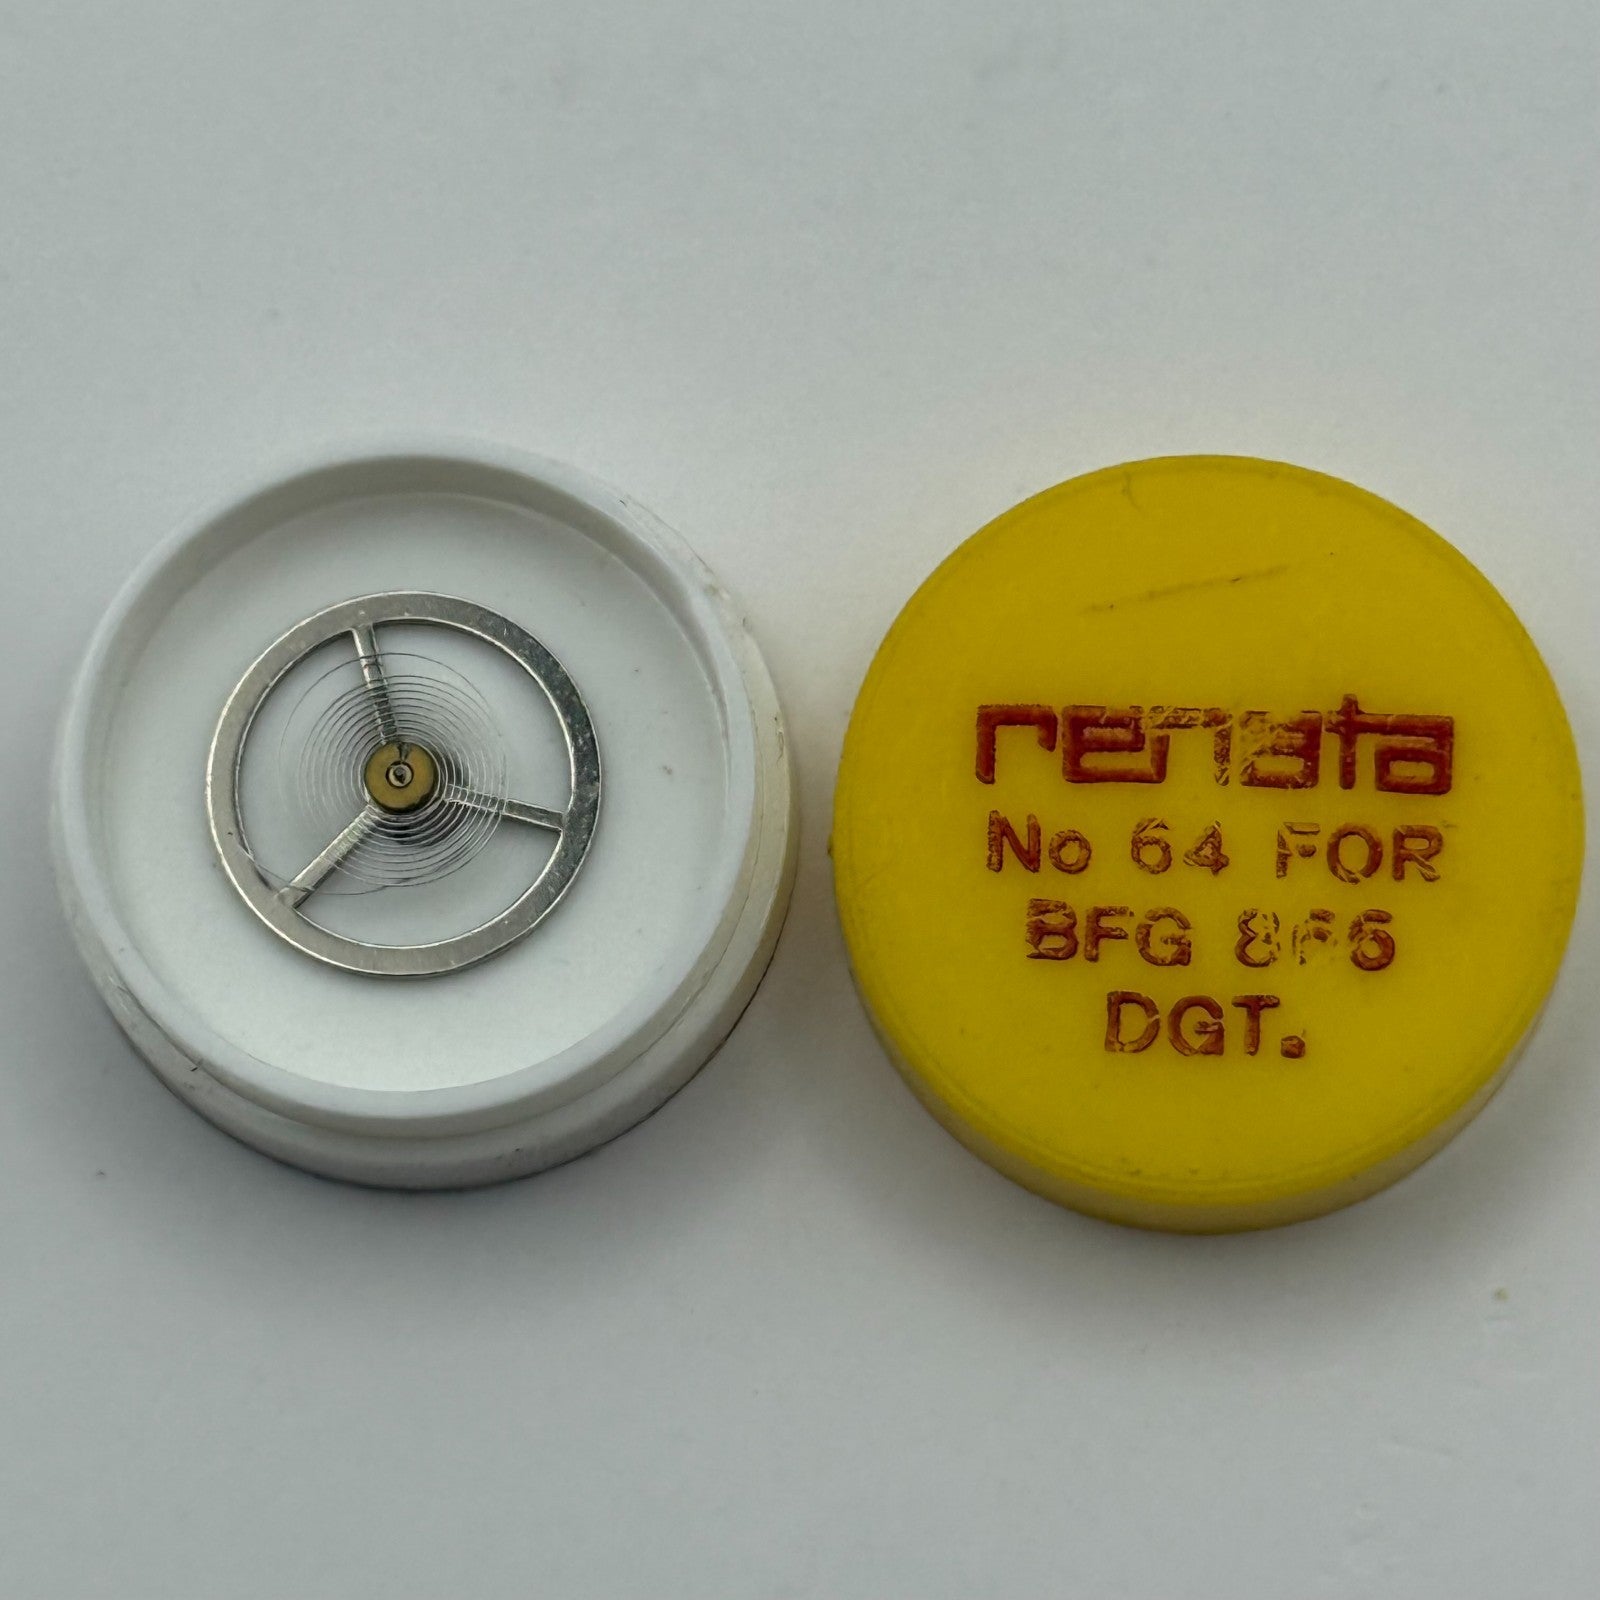 renata
No 64 FOR
BFG 866
DGT.